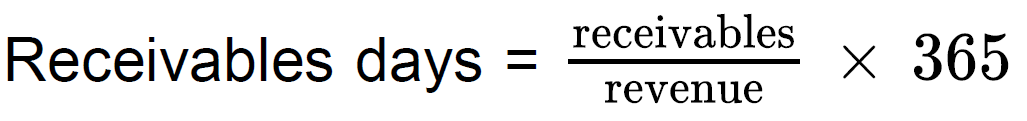 Receivables days = receivables / revenue × 365